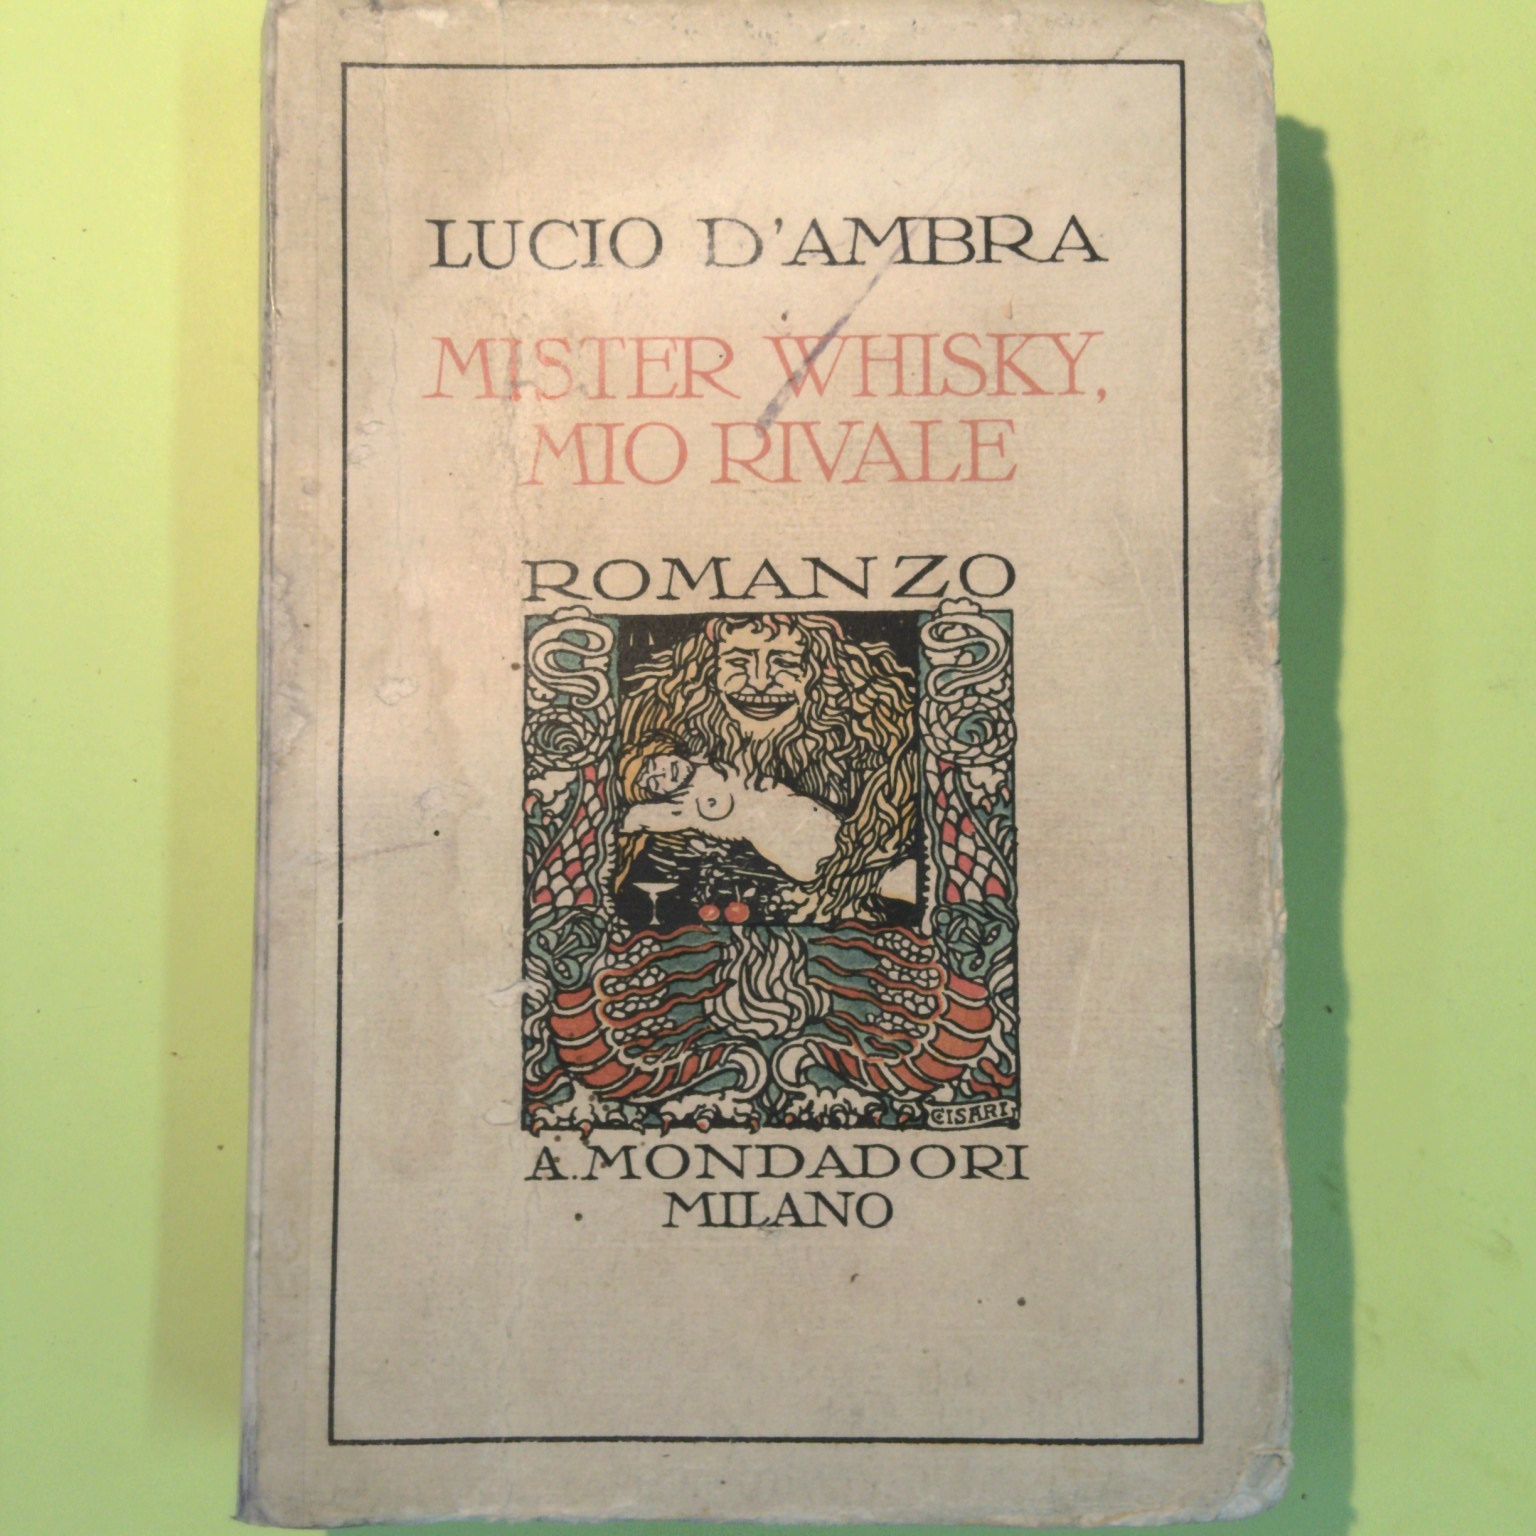 LUCIO D'AMBRA
MISTER WHISKY,
MIO RIVALE
ROMANZO
CISARI
A. MONDADORI
MILANO